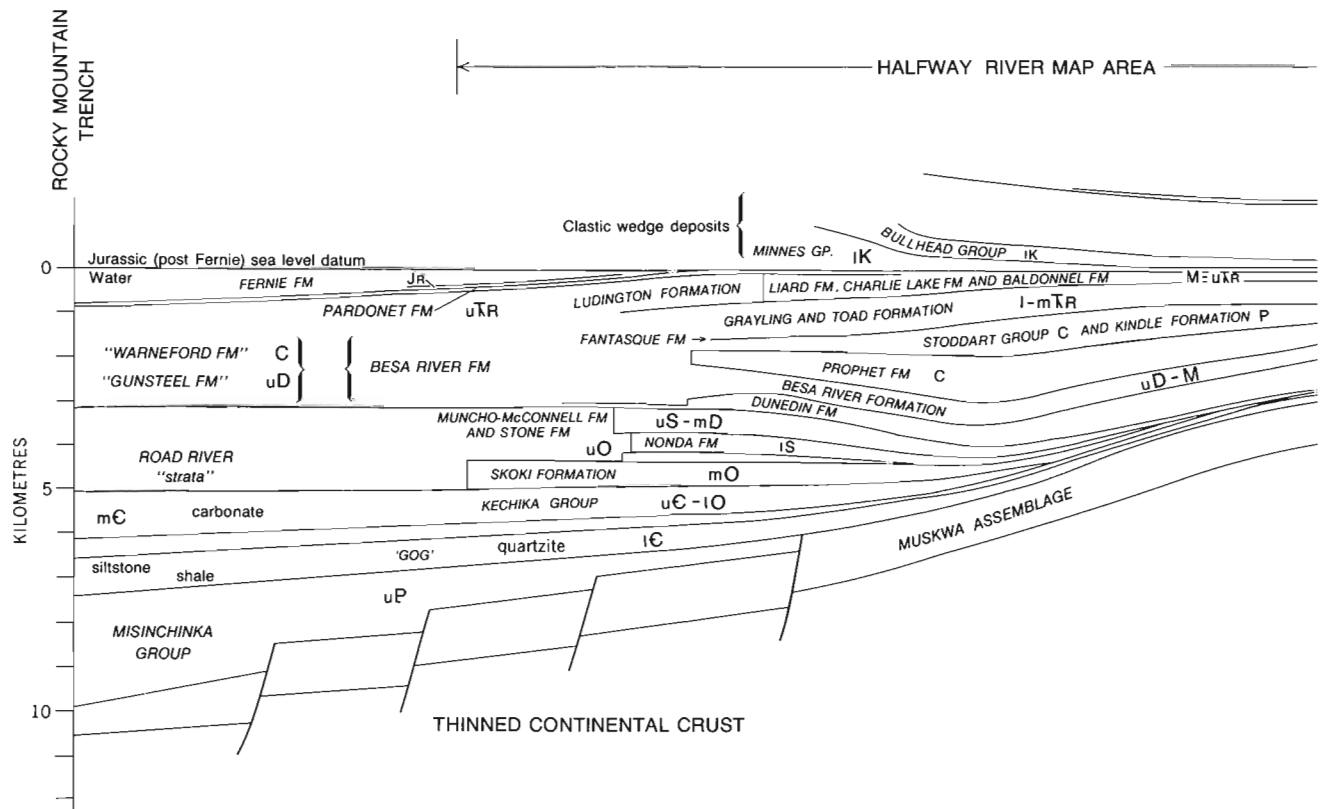 ROCKY MOUNTAIN
TRENCH
HALFWAY RIVER MAP AREA
Clastic wedge deposits
MINNES GP. lK
BULLHEAD GROUP lK
Jurassic (post Fernie) sea level datum
0
Water
FERNIE FM
JR
PARDONET FM
uꞆR
LUDINGTON FORMATION
LIARD FM, CHARLIE LAKE FM AND BALDONNEL FM
GRAYLING AND TOAD FORMATION
FANTASQUE FM →
STODDART GROUP C AND KINDLE FORMATION P
"WARNEFORD FM" C
"GUNSTEEL FM" uD
BESA RIVER FM
PROPHET FM C
BESA RIVER FORMATION
uD-M
DUNEDIN FM
MUNCHO-McCONNELL FM
AND STONE FM
uS-mD
uO
NONDA FM lS
ROAD RIVER
"strata"
SKOKI FORMATION mO
5
KILOMETRES
KECHIKA GROUP uЄ-lO
mЄ carbonate
'GOG' quartzite lЄ
siltstone
shale
MUSKWA ASSEMBLAGE
uP
MISINCHINKA
GROUP
10
THINNED CONTINENTAL CRUST